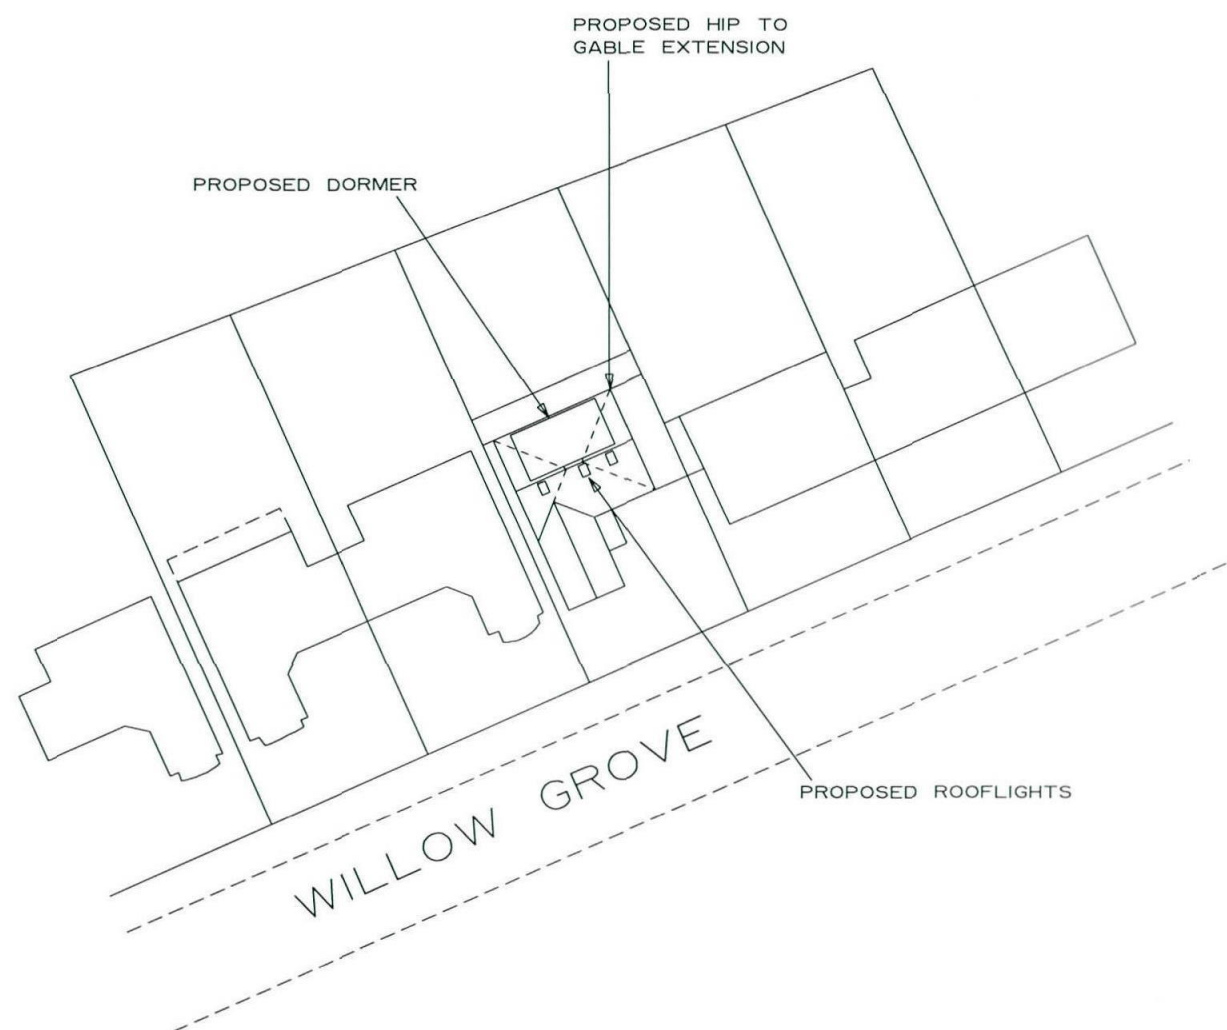 PROPOSED HIP TO
GABLE EXTENSION
PROPOSED DORMER
PROPOSED ROOFLIGHTS
WILLOW GROVE